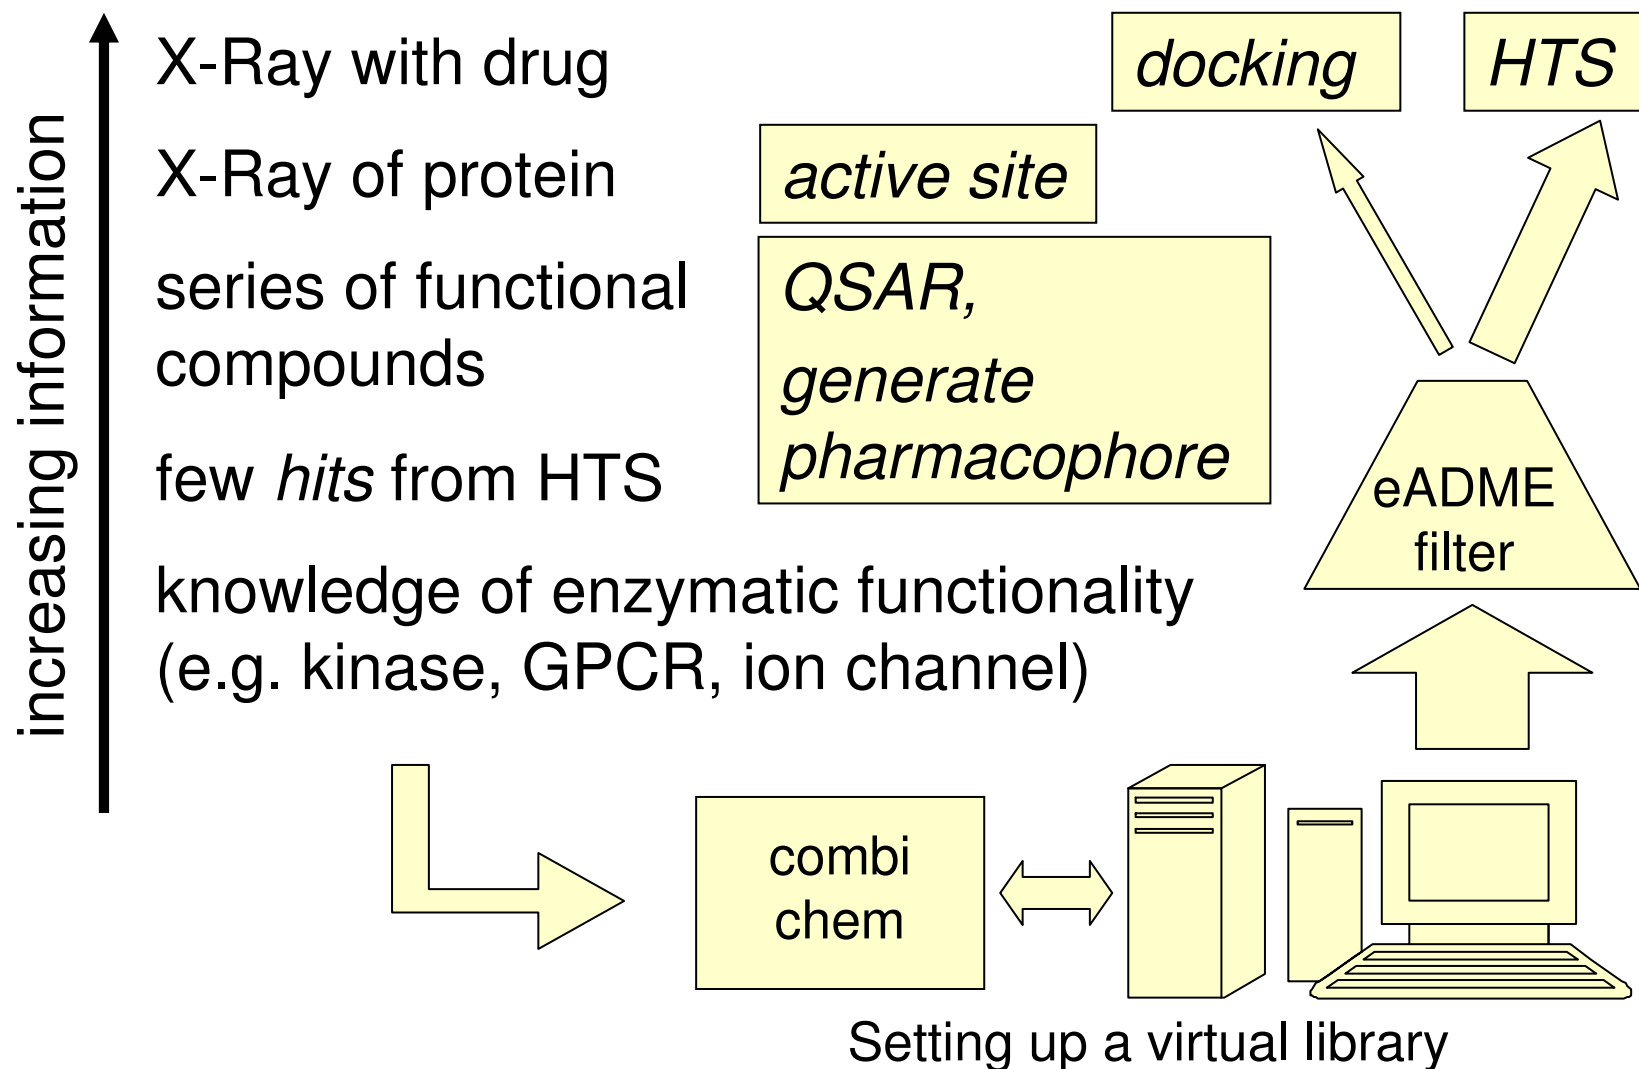 increasing information
X-Ray with drug
docking
HTS
X-Ray of protein
active site
series of functional
compounds
QSAR,
generate
pharmacophore
few hits from HTS
eADME
filter
knowledge of enzymatic functionality
(e.g. kinase, GPCR, ion channel)
combi
chem
Setting up a virtual library